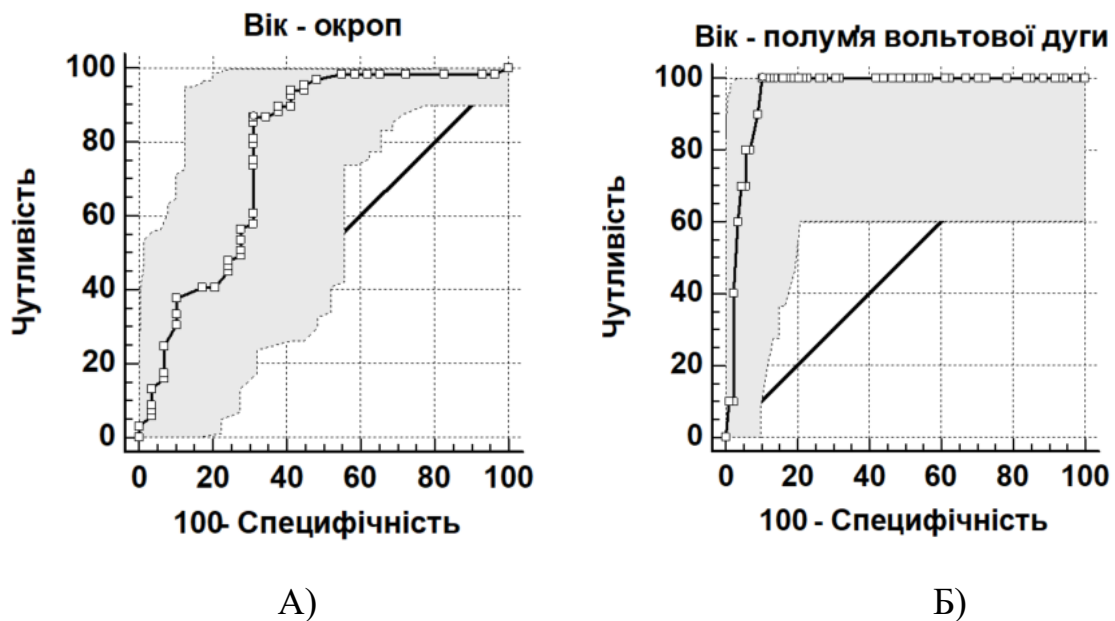 Вік - окроп
100
80
60
40
20
0
Чутливість
0 20 40 60 80 100
100- Специфічність
А)
Вік - полум'я вольтової дуги
100
80
60
40
20
0
Чутливість
0 20 40 60 80 100
100 - Специфічність
Б)